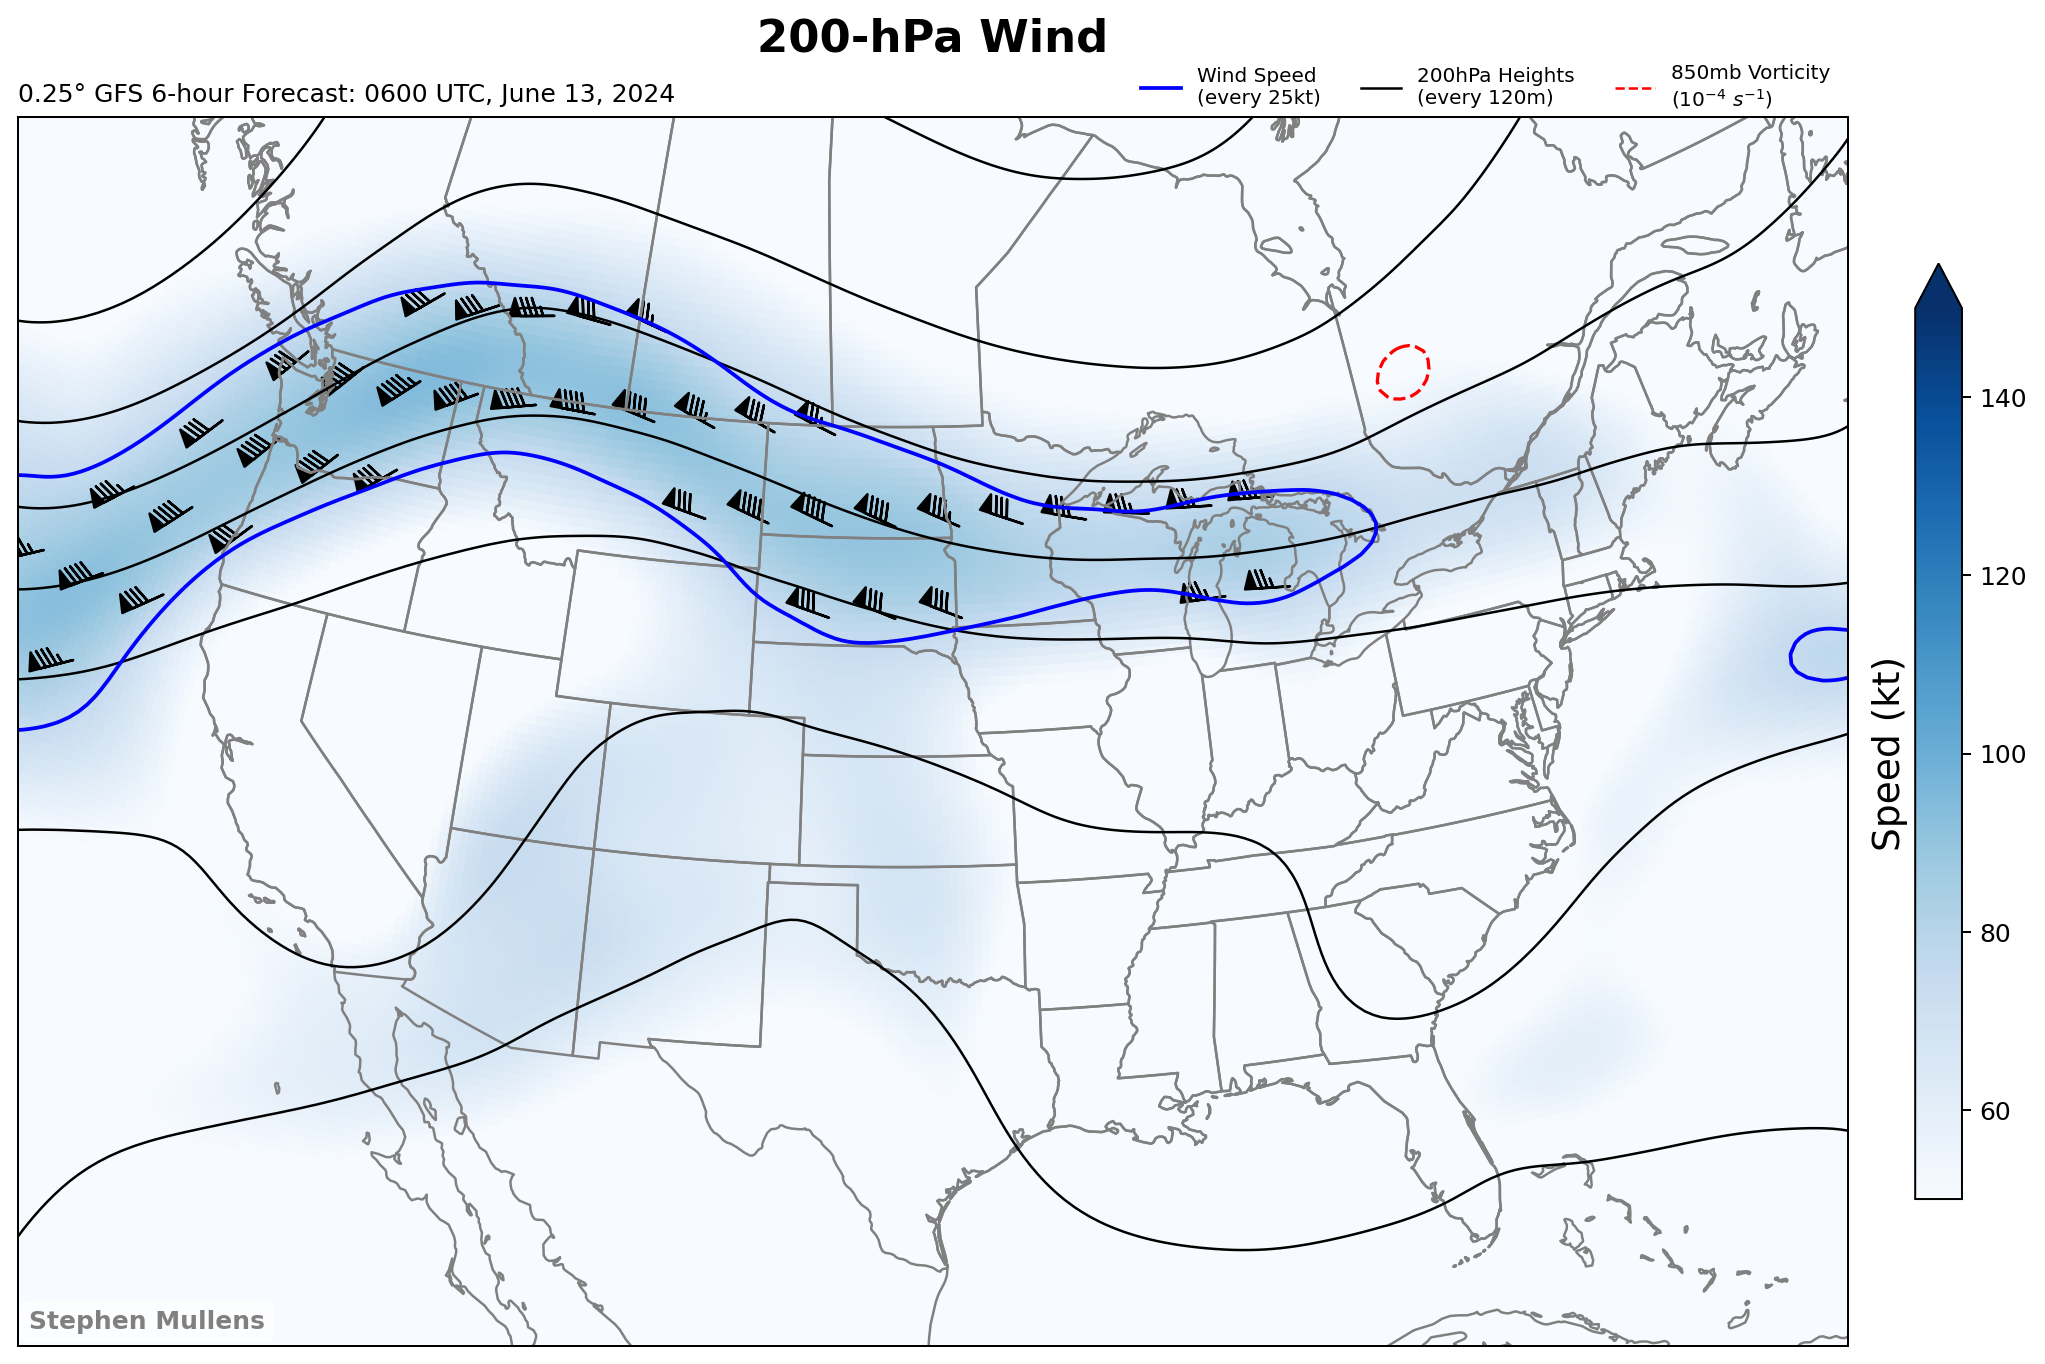 200-hPa Wind
0.25° GFS 6-hour Forecast: 0600 UTC, June 13, 2024
Wind Speed
(every 25kt)
200hPa Heights
(every 120m)
850mb Vorticity
(10⁻⁴ s⁻¹)
140
120
100
80
60
Speed (kt)
Stephen Mullens